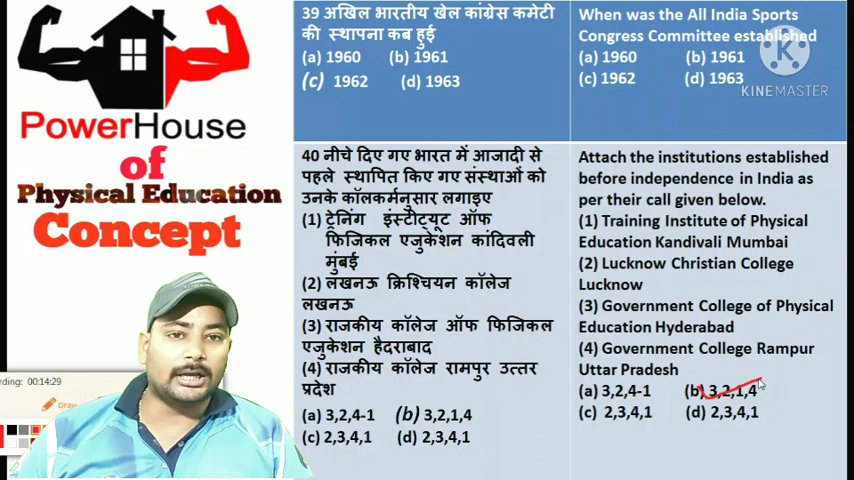 PowerHouse
of
Physical Education
Concept
39 अखिल भारतीय खेल कांग्रेस कमेटी
की स्थापना कब हुई
(a) 1960 (b) 1961
(c) 1962 (d) 1963
When was the All India Sports
Congress Committee established
(a) 1960 (b) 1961
(c) 1962 (d) 1963
KINEMASTER
40 नीचे दिए गए भारत में आजादी से
पहले स्थापित किए गए संस्थाओं को
उनके कॉलकर्मनुसार लगाइए
(1) ट्रेनिंग इंस्टीटयूट ऑफ
फिजिकल एजुकेशन कांदिवली
मुंबई
(2) लखनऊ क्रिश्चियन कॉलेज
लखनऊ
(3) राजकीय कॉलेज ऑफ फिजिकल
एजुकेशन हैदराबाद
(4) राजकीय कॉलेज रामपुर उत्तर
प्रदेश
(a) 3,2,4-1 (b) 3,2,1,4
(c) 2,3,4,1 (d) 2,3,4,1
Attach the institutions established
before independence in India as
per their call given below.
(1) Training Institute of Physical
Education Kandivali Mumbai
(2) Lucknow Christian College
Lucknow
(3) Government College of Physical
Education Hyderabad
(4) Government College Rampur
Uttar Pradesh
(a) 3,2,4-1 (b) 3,2,1,4
(c) 2,3,4,1 (d) 2,3,4,1
rding: 00:14:29
Draw